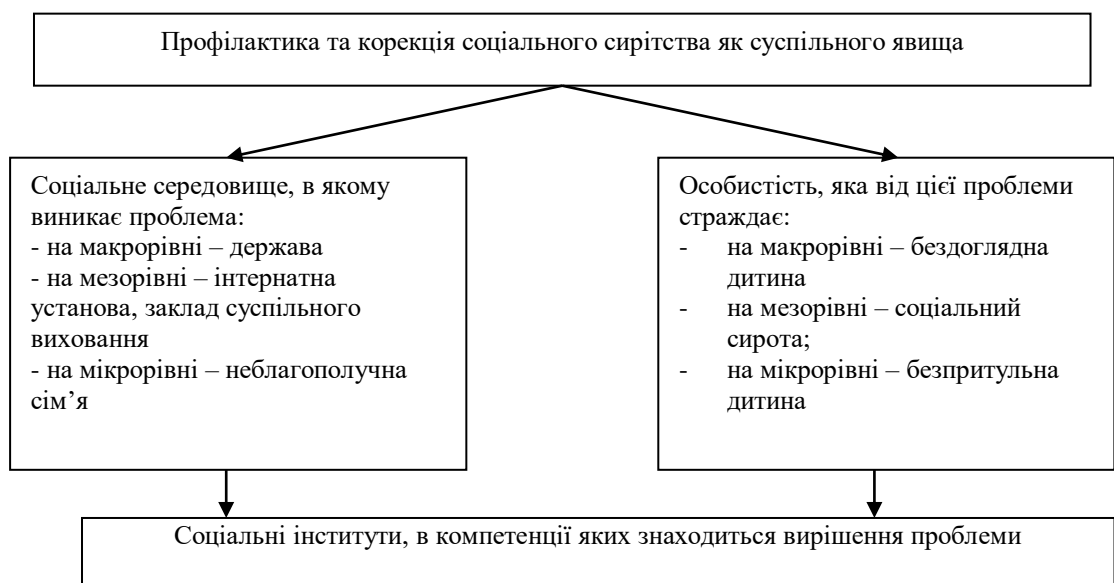 Профілактика та корекція соціального сирітства як суспільного явища
Соціальне середовище, в якому
виникає проблема:
- на макрорівні – держава
- на мезорівні – інтернатна
установа, заклад суспільного
виховання
- на мікрорівні – неблагополучна
сім’я
Особистість, яка від цієї проблеми
страждає:
- на макрорівні – бездоглядна
дитина
- на мезорівні – соціальний
сирота;
- на мікрорівні – безпритульна
дитина
Соціальні інститути, в компетенції яких знаходиться вирішення проблеми